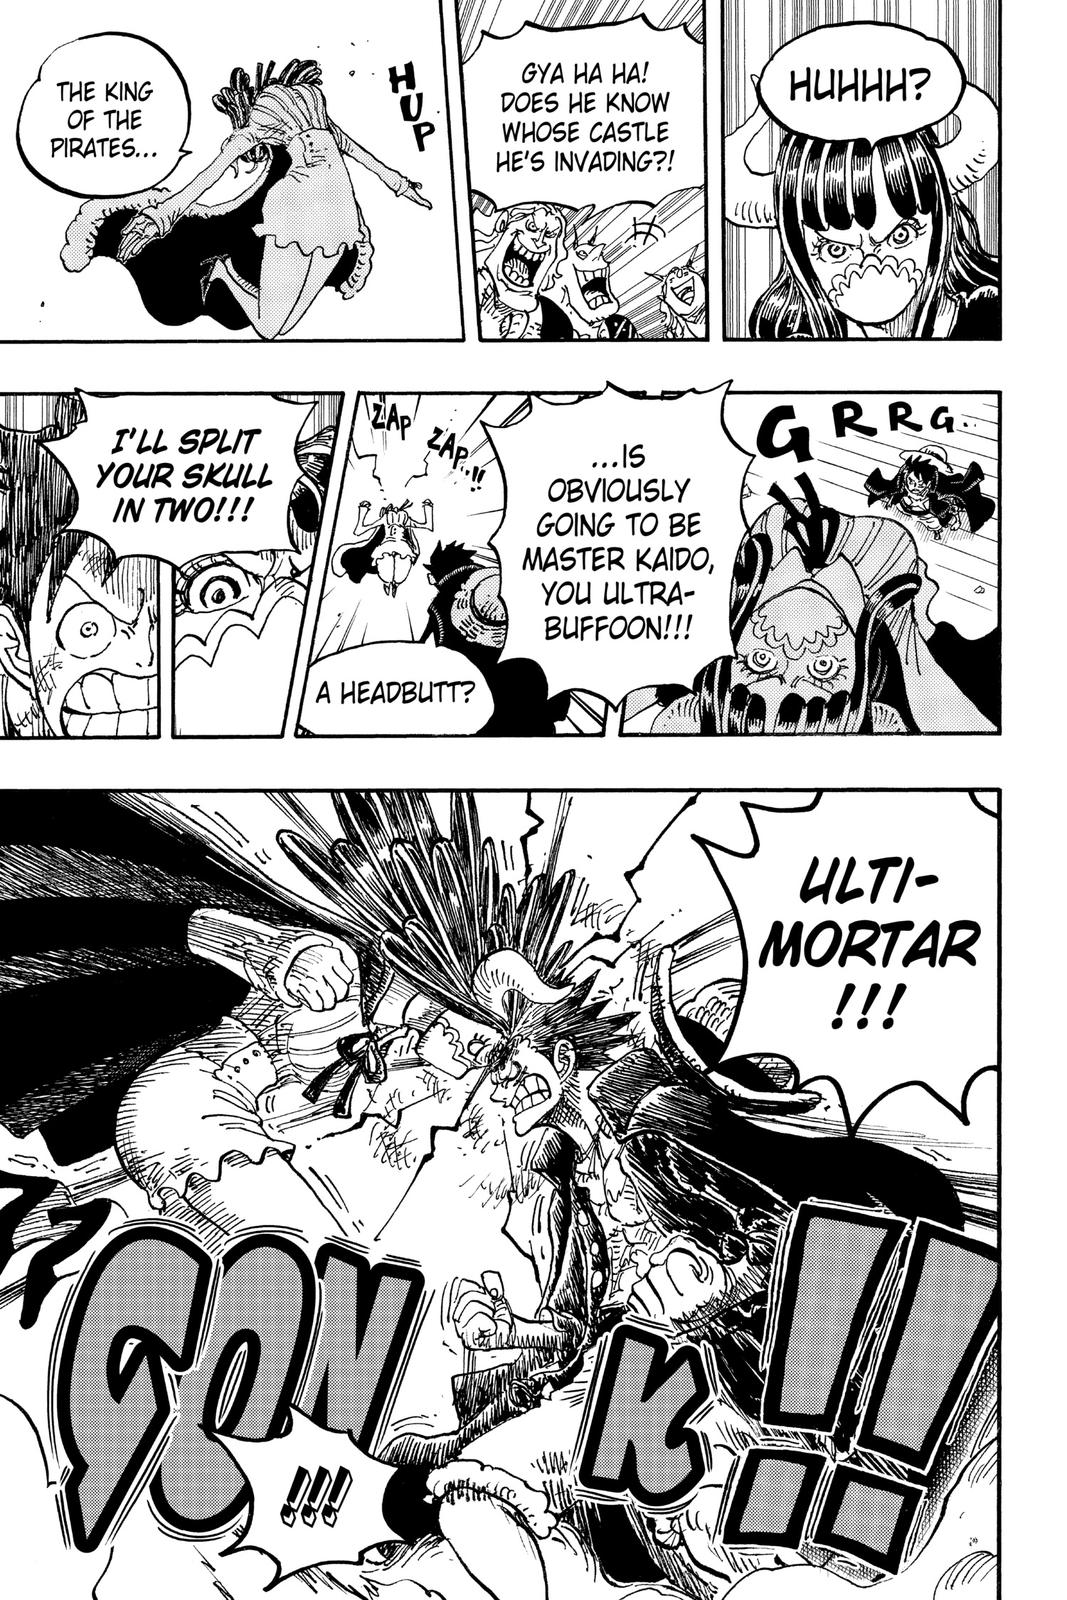 HUHHH?
GYA HA HA!
DOES HE KNOW
WHOSE CASTLE
HE'S INVADING?!
THE KING
OF THE
PIRATES...
HUP
GRRG..
...IS
OBVIOUSLY
GOING TO BE
MASTER KAIDO,
YOU ULTRA-
BUFFOON!!!
ZAP
ZAP..!!
A HEADBUTT?
I'LL SPLIT
YOUR SKULL
IN TWO!!!
ULTI-
MORTAR
!!!
GONK!!
!!!